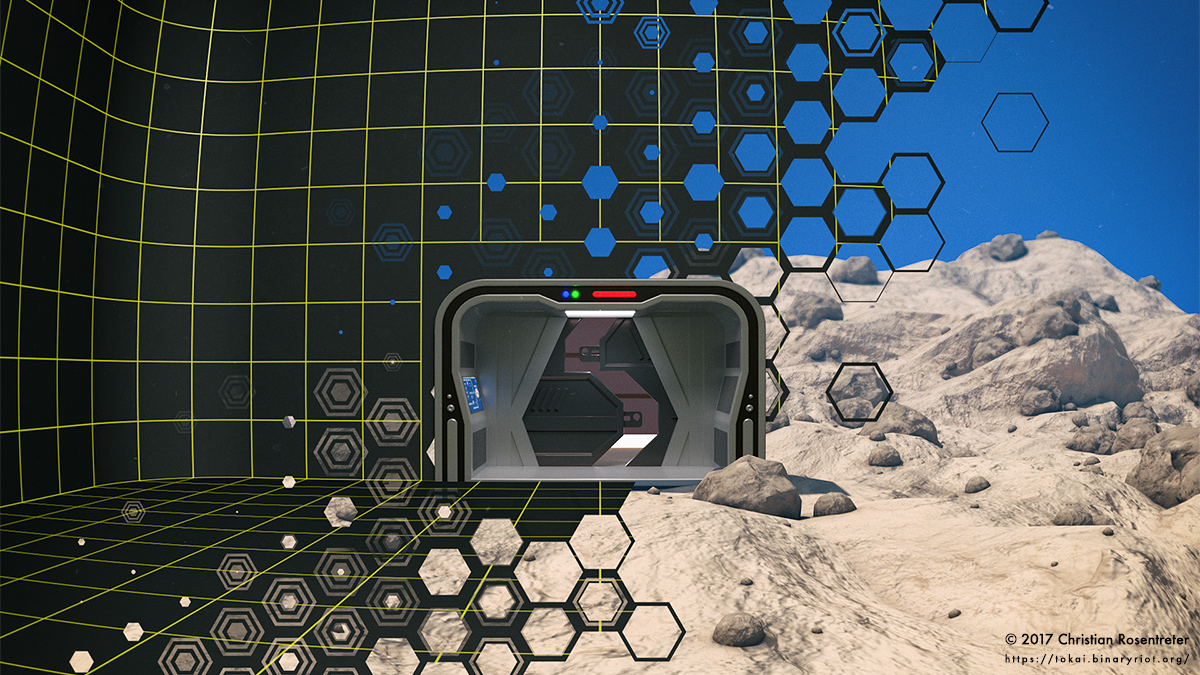 © 2017 Christian Rosentreter
https://tokai.binaryriot.org/